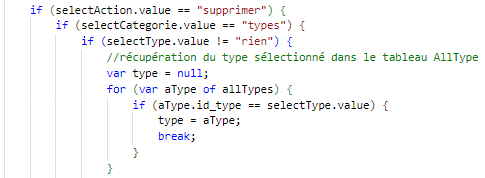 if (selectAction.value == "supprimer") {
if (selectCategorie.value == "types") {
if (selectType.value != "rien") {
//récupération du type sélectionné dans le tableau AllType
var type = null;
for (var aType of allTypes) {
if (aType.id_type == selectType.value) {
type = aType;
break;
}
}